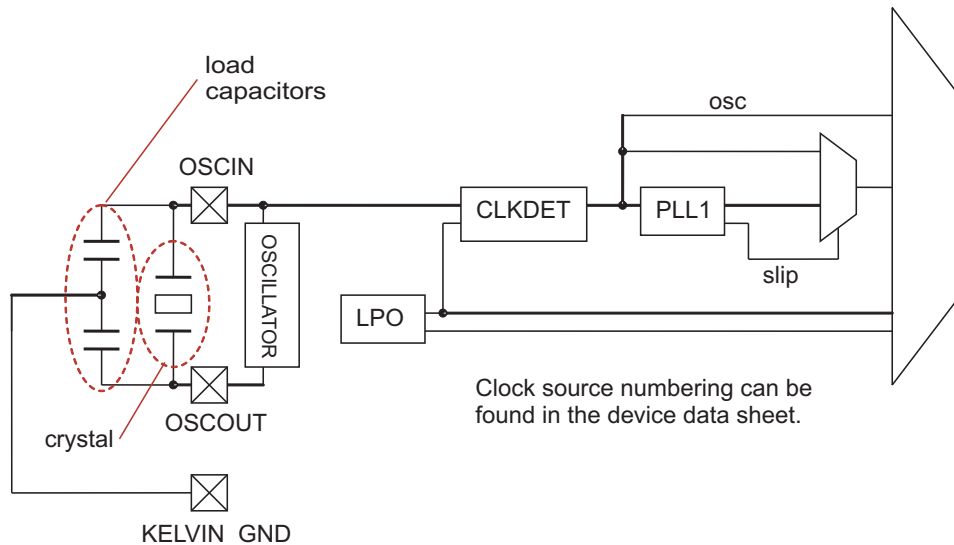 load
capacitors
osc
OSCIN
CLKDET
PLL1
slip
OSCILLATOR
LPO
Clock source numbering can be
found in the device data sheet.
OSCOUT
crystal
KELVIN_GND